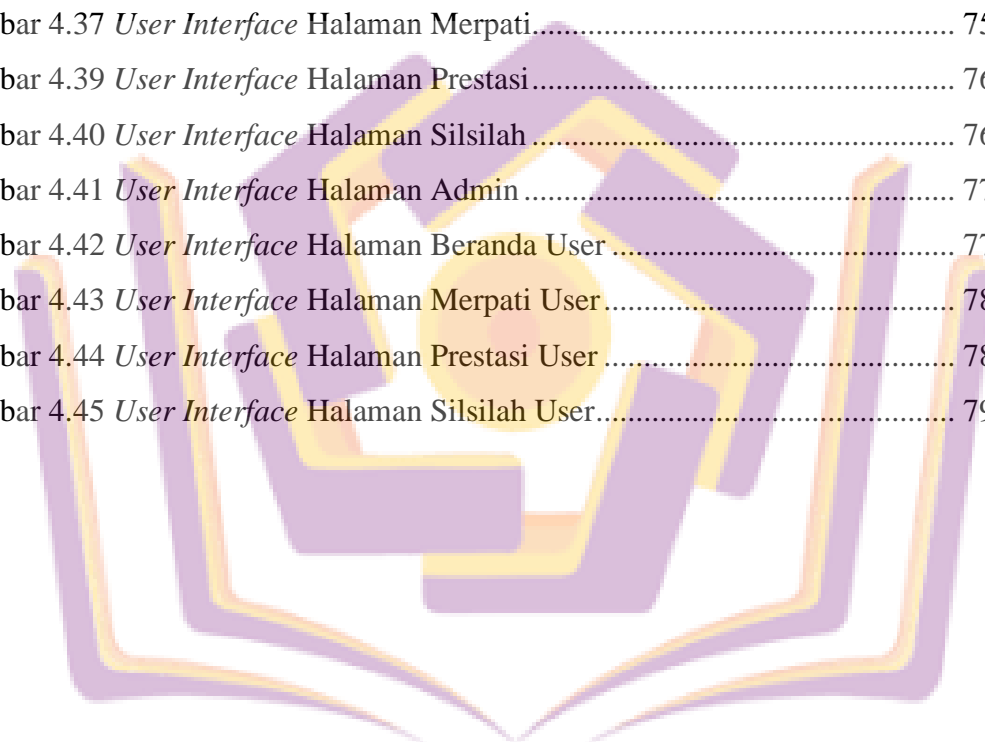 bar 4.37 User Interface Halaman Merpati........................................................ 75
bar 4.39 User Interface Halaman Prestasi........................................................ 76
bar 4.40 User Interface Halaman Silsilah ........................................................ 76
bar 4.41 User Interface Halaman Admin ........................................................ 77
bar 4.42 User Interface Halaman Beranda User .............................................. 77
bar 4.43 User Interface Halaman Merpati User............................................... 78
bar 4.44 User Interface Halaman Prestasi User ............................................... 78
bar 4.45 User Interface Halaman Silsilah User................................................ 79